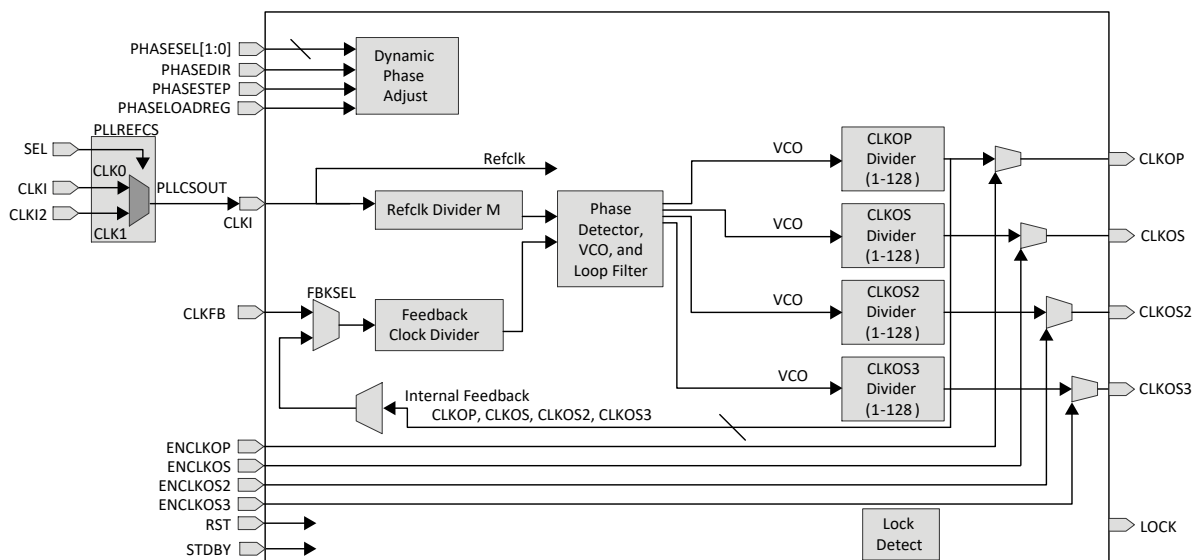 PHASESEL[1:0]
PHASEDIR
PHASESTEP
PHASELOADREG
Dynamic
Phase
Adjust
PLLREFCS
SEL
CLK0
CLKI
CLKI2
CLK1
PLLCSOUT
CLKI
Refclk
Refclk Divider M
Phase
Detector,
VCO, and
Loop Filter
VCO
CLKOP
Divider
(1-128 )
CLKOP
VCO
CLKOS
Divider
(1-128 )
CLKOS
FBKSEL
CLKFB
Feedback
Clock Divider
VCO
CLKOS2
Divider
(1-128 )
CLKOS2
VCO
CLKOS3
Divider
(1-128 )
CLKOS3
Internal Feedback
CLKOP, CLKOS, CLKOS2, CLKOS3
ENCLKOP
ENCLKOS
ENCLKOS2
ENCLKOS3
RST
STDBY
Lock
Detect
LOCK